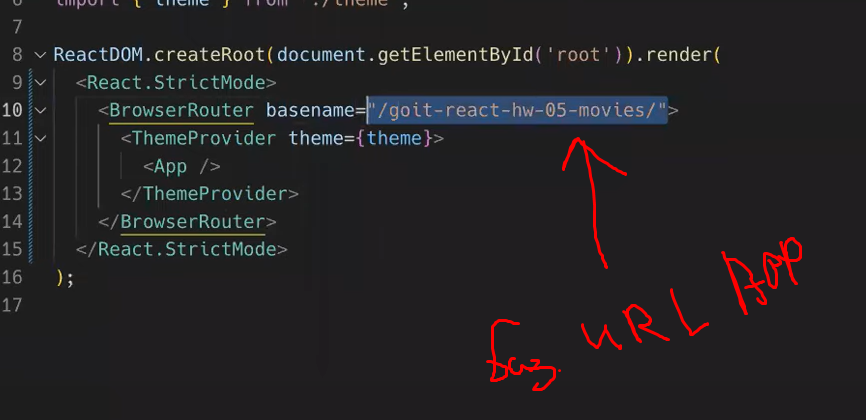 6 import { theme } from './theme';
7
8 ReactDOM.createRoot(document.getElementById('root')).render(
9 <React.StrictMode>
10 <BrowserRouter basename="/goit-react-hw-05-movies/">
11 <ThemeProvider theme={theme}>
12 <App />
13 </ThemeProvider>
14 </BrowserRouter>
15 </React.StrictMode>
16 );
17
баз. URL